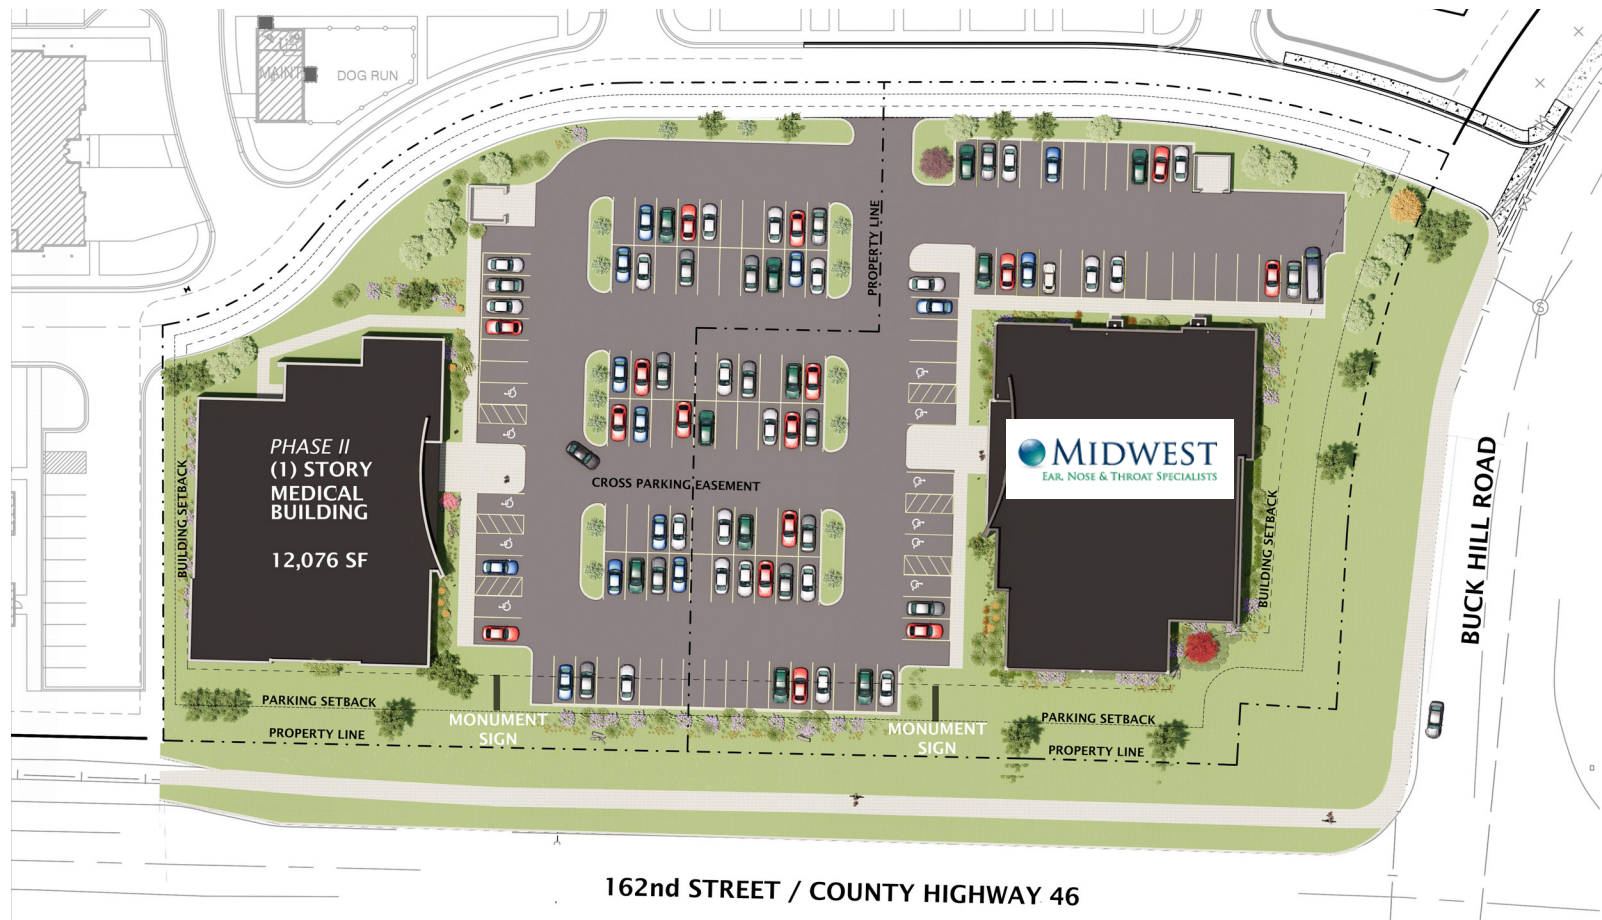 MAINT
DOG RUN
PROPERTY LINE
PHASE II
(1) STORY
MEDICAL
BUILDING
12,076 SF
BUILDING SETBACK
CROSS PARKING EASEMENT
MIDWEST
EAR, NOSE & THROAT SPECIALISTS
BUILDING SETBACK
BUCK HILL ROAD
PARKING SETBACK
PROPERTY LINE
MONUMENT
SIGN
MONUMENT
SIGN
PARKING SETBACK
PROPERTY LINE
S
162nd STREET / COUNTY HIGHWAY 46